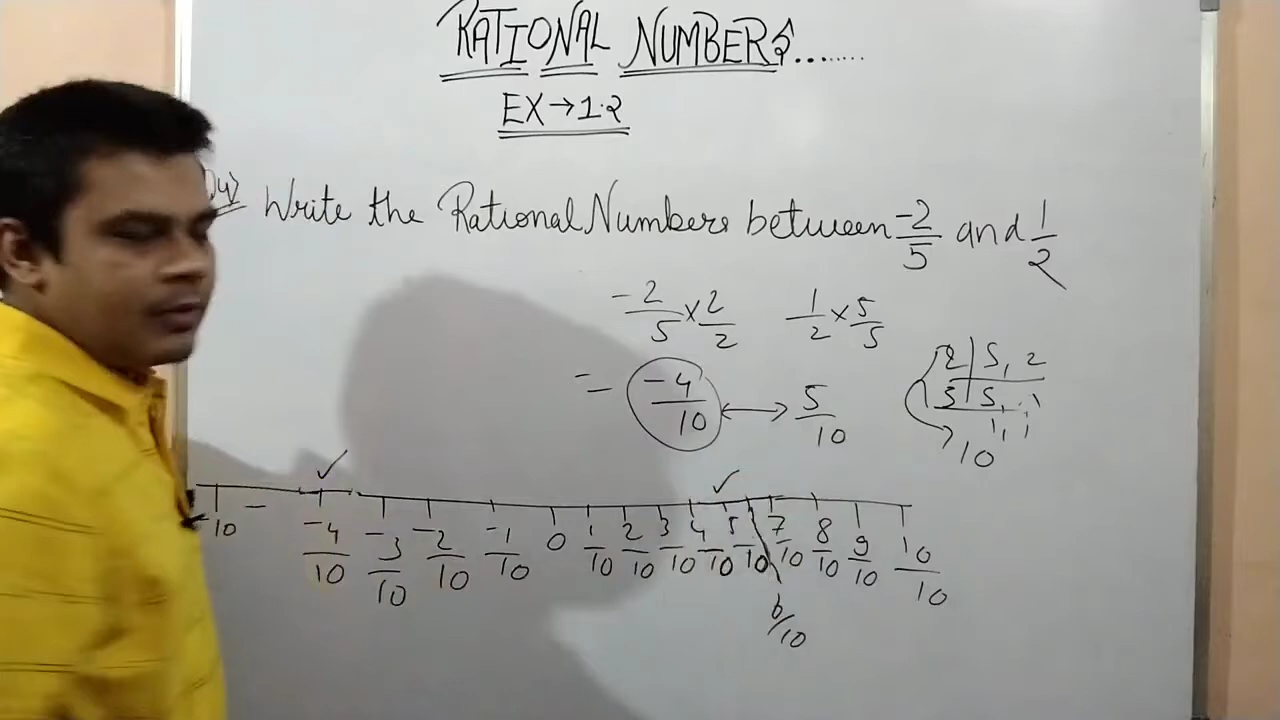 RATIONAL NUMBERS........
EX→1.2
Q4) Write the Rational Numbers between -2/5 and 1/2
-2/5 × 2/2 1/2 × 5/5
= -4/10 ↔ 5/10
2 | 5, 2
5 | 5, 1
1, 1
10
✓ ✓
-10 - -4/10 -3/10 -2/10 -1/10 0 1/10 2/10 3/10 4/10 5/10 7/10 8/10 9/10 10/10
6/10